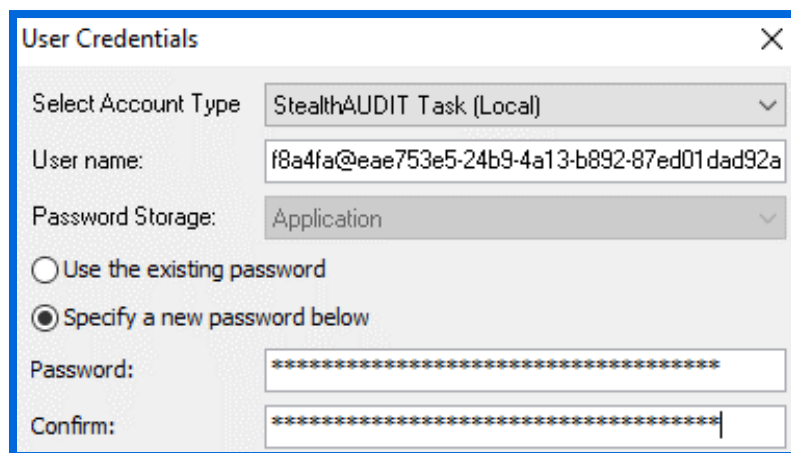 User Credentials
Select Account Type StealthAUDIT Task (Local)
User name: f8a4fa@eae753e5-24b9-4a13-b892-87ed01dad92a
Password Storage: Application
Use the existing password
Specify a new password below
Password: ************************************
Confirm: ************************************